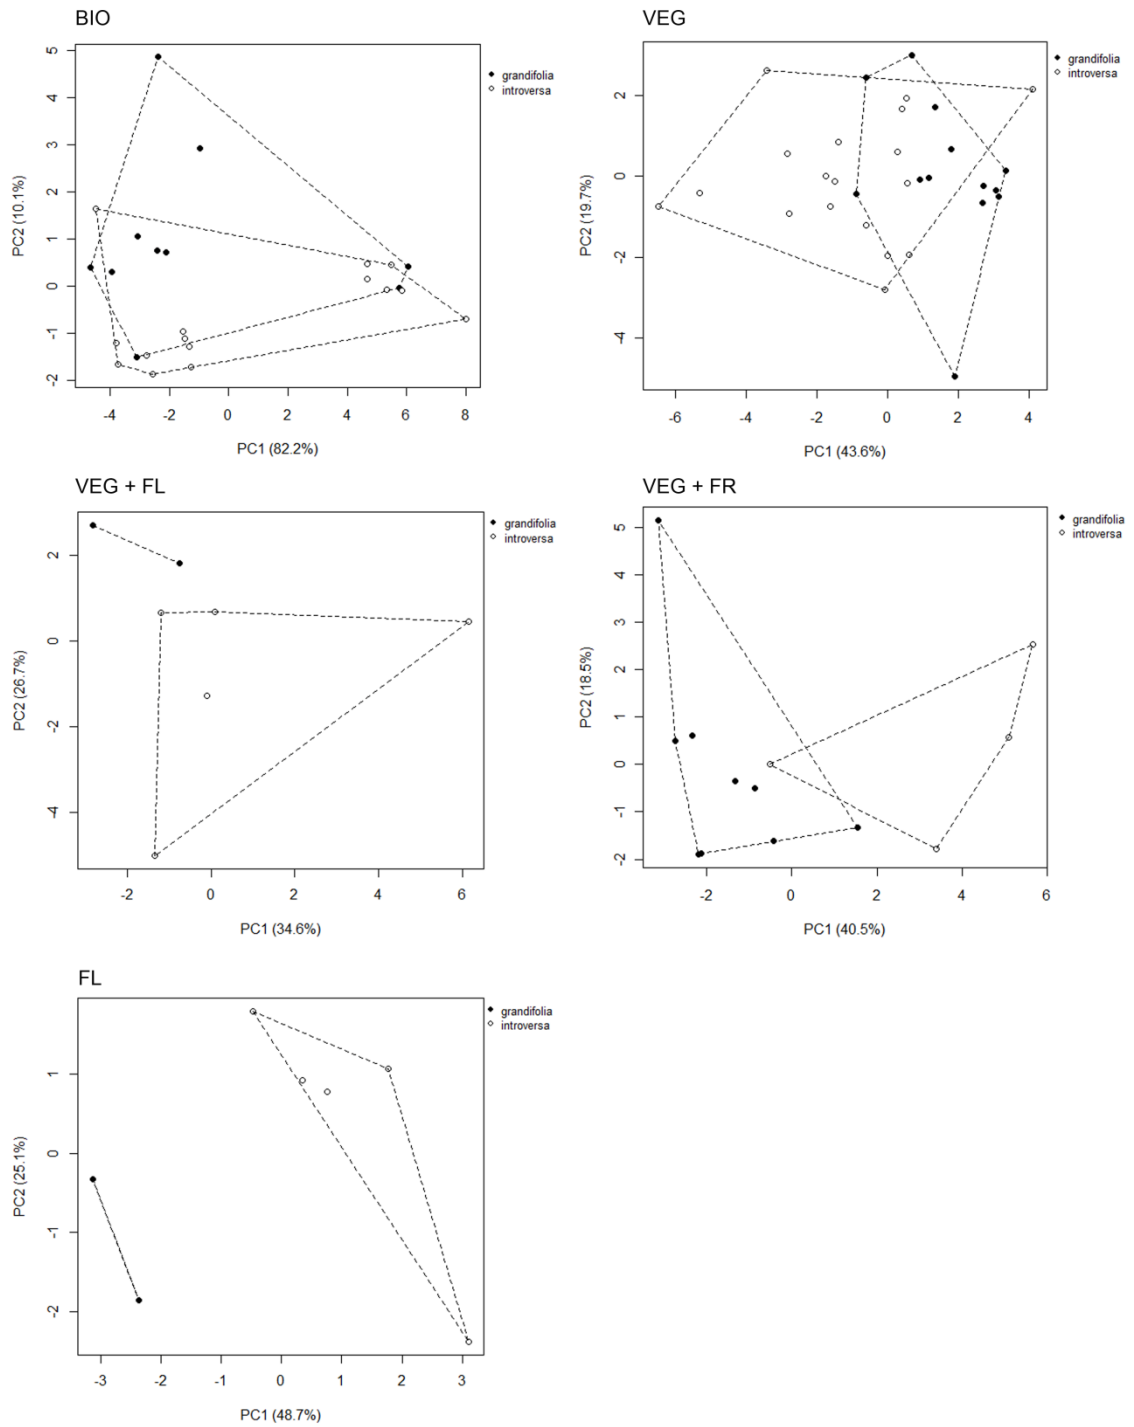 BIO
5
4
3
2
1
0
-1
-2
PC2 (10.1%)
-4
-2
0
2
4
6
8
PC1 (82.2%)
grandifolia
introversa
VEG
2
0
-2
-4
PC2 (19.7%)
-6
-4
-2
0
2
4
PC1 (43.6%)
grandifolia
introversa
VEG + FL
2
0
-2
-4
PC2 (26.7%)
-2
0
2
4
6
PC1 (34.6%)
grandifolia
introversa
VEG + FR
5
4
3
2
1
0
-1
-2
PC2 (18.5%)
-2
0
2
4
6
PC1 (40.5%)
grandifolia
introversa
FL
1
0
-1
-2
PC2 (25.1%)
-3
-2
-1
0
1
2
3
PC1 (48.7%)
grandifolia
introversa